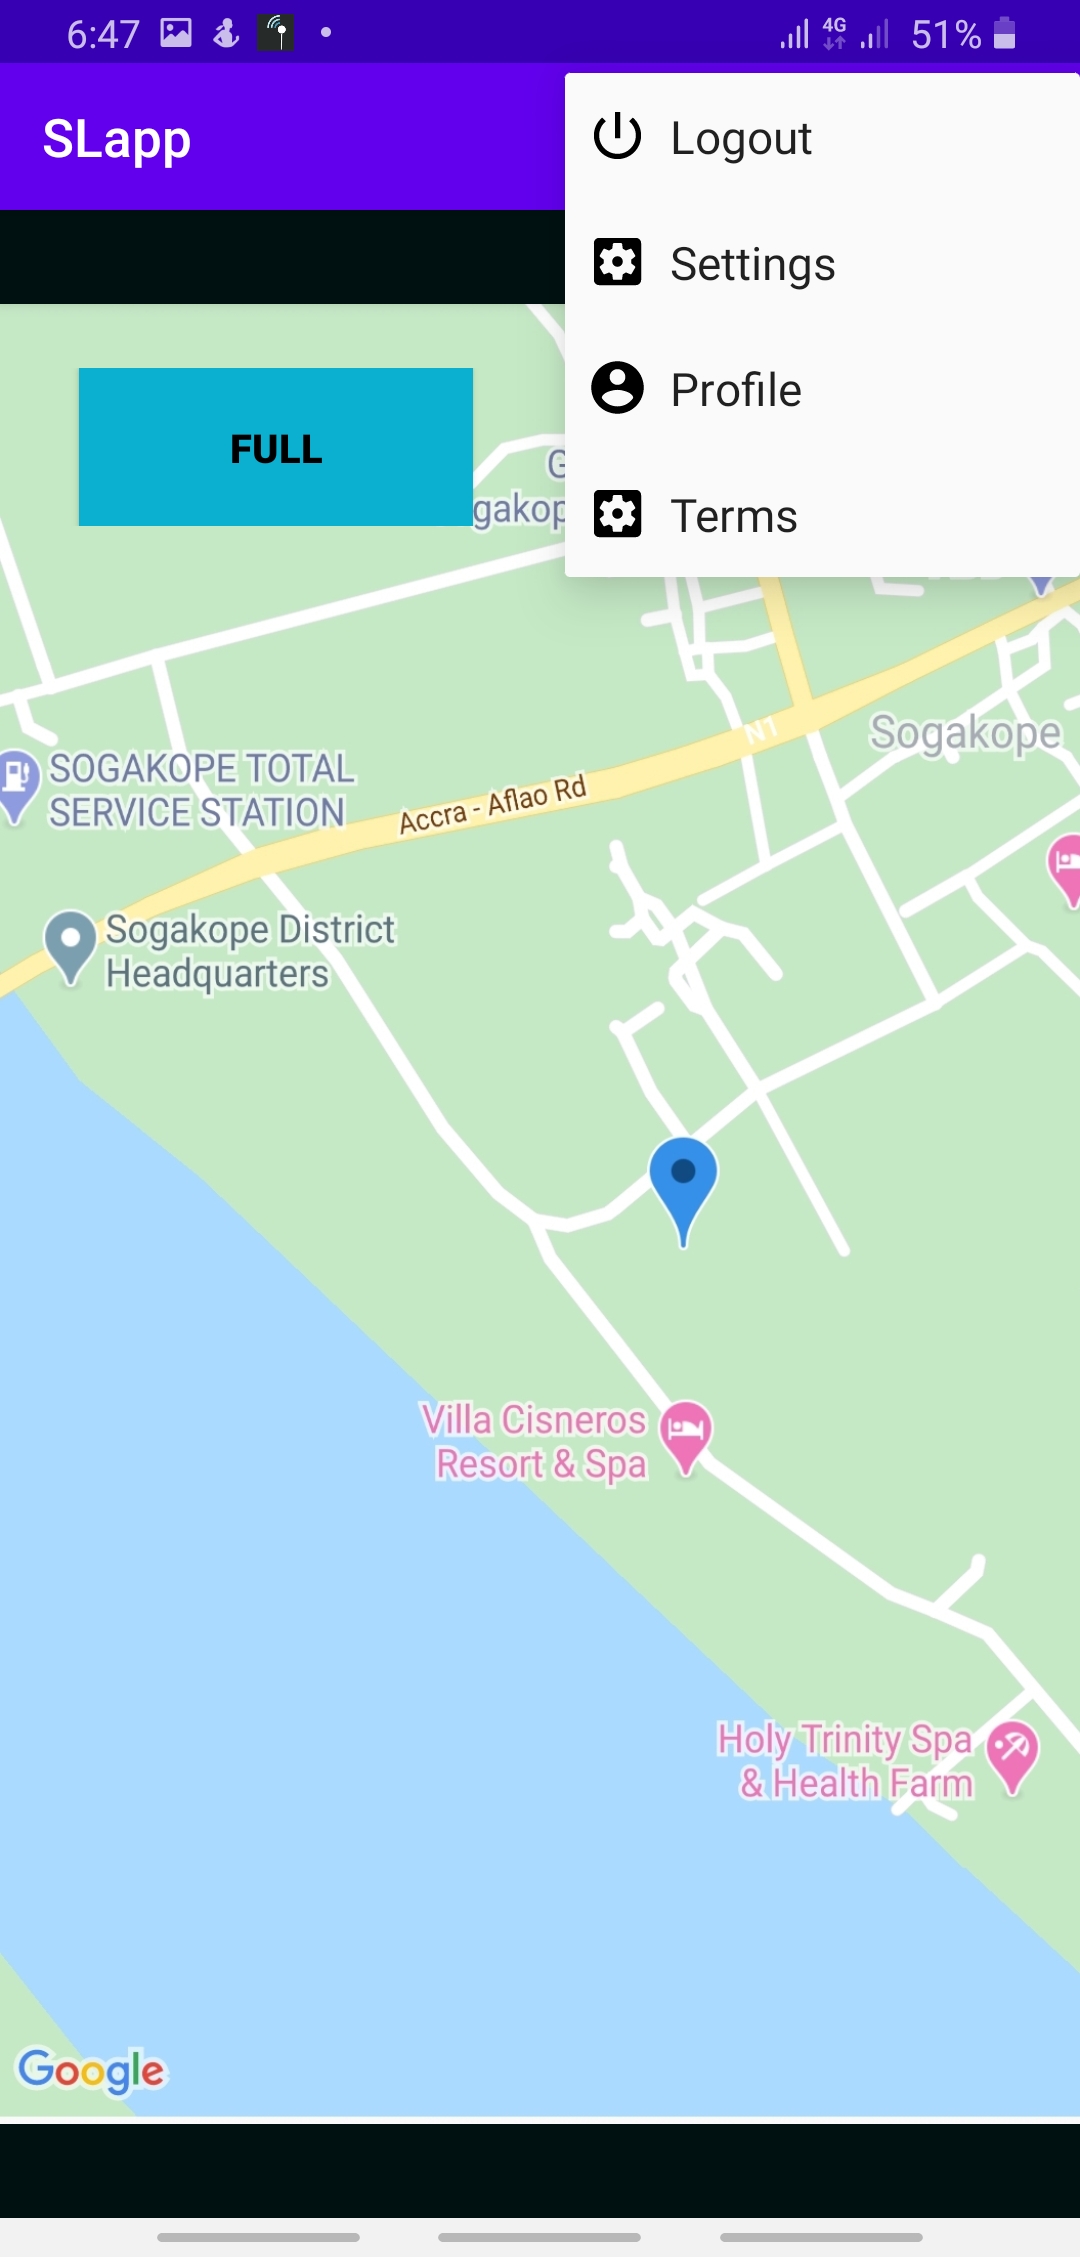 6:47 4G 51%
SLapp
Logout
Settings
Profile
Terms
FULL
N1
Sogakope
SOGAKOPE TOTAL
SERVICE STATION
Accra - Aflao Rd
Sogakope District
Headquarters
Villa Cisneros
Resort & Spa
Holy Trinity Spa
& Health Farm
Google